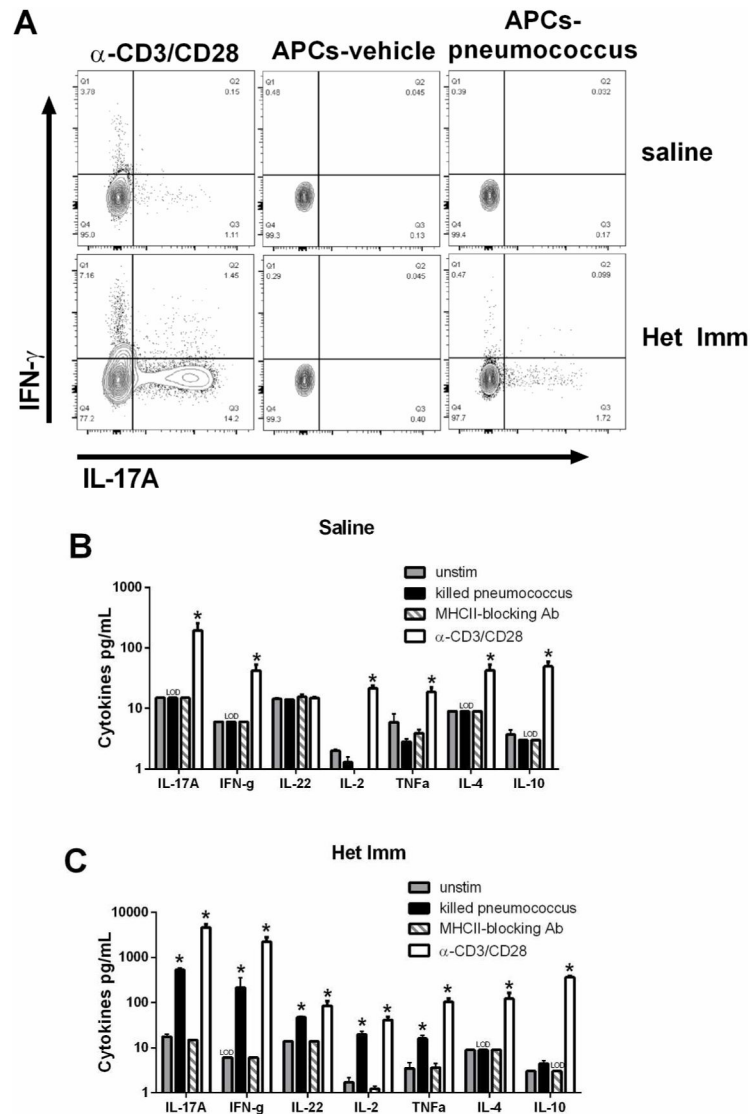 A
α-CD3/CD28
APCs-vehicle
APCs-
pneumococcus
Q1
3.78
Q2
0.15
Q4
95.0
Q3
1.11
Q1
0.48
Q2
0.045
Q4
99.3
Q3
0.13
Q1
0.39
Q2
0.032
Q4
99.4
Q3
0.17
saline
Q1
7.16
Q2
1.45
Q4
77.2
Q3
14.2
Q1
0.29
Q2
0.045
Q4
99.3
Q3
0.40
Q1
0.47
Q2
0.099
Q4
97.7
Q3
1.72
Het Imm
IFN-γ
IL-17A
B
Saline
unstim
killed pneumococcus
MHCII-blocking Ab
α-CD3/CD28
Cytokines pg/mL
1000
100
10
1
* * * * * *
LOD LOD LOD LOD
IL-17A IFN-g IL-22 IL-2 TNFa IL-4 IL-10
C
Het Imm
unstim
killed pneumococcus
MHCII-blocking Ab
α-CD3/CD28
Cytokines pg/mL
10000
1000
100
10
1
* * * * * * * * * * * *
LOD LOD LOD
IL-17A IFN-g IL-22 IL-2 TNFa IL-4 IL-10